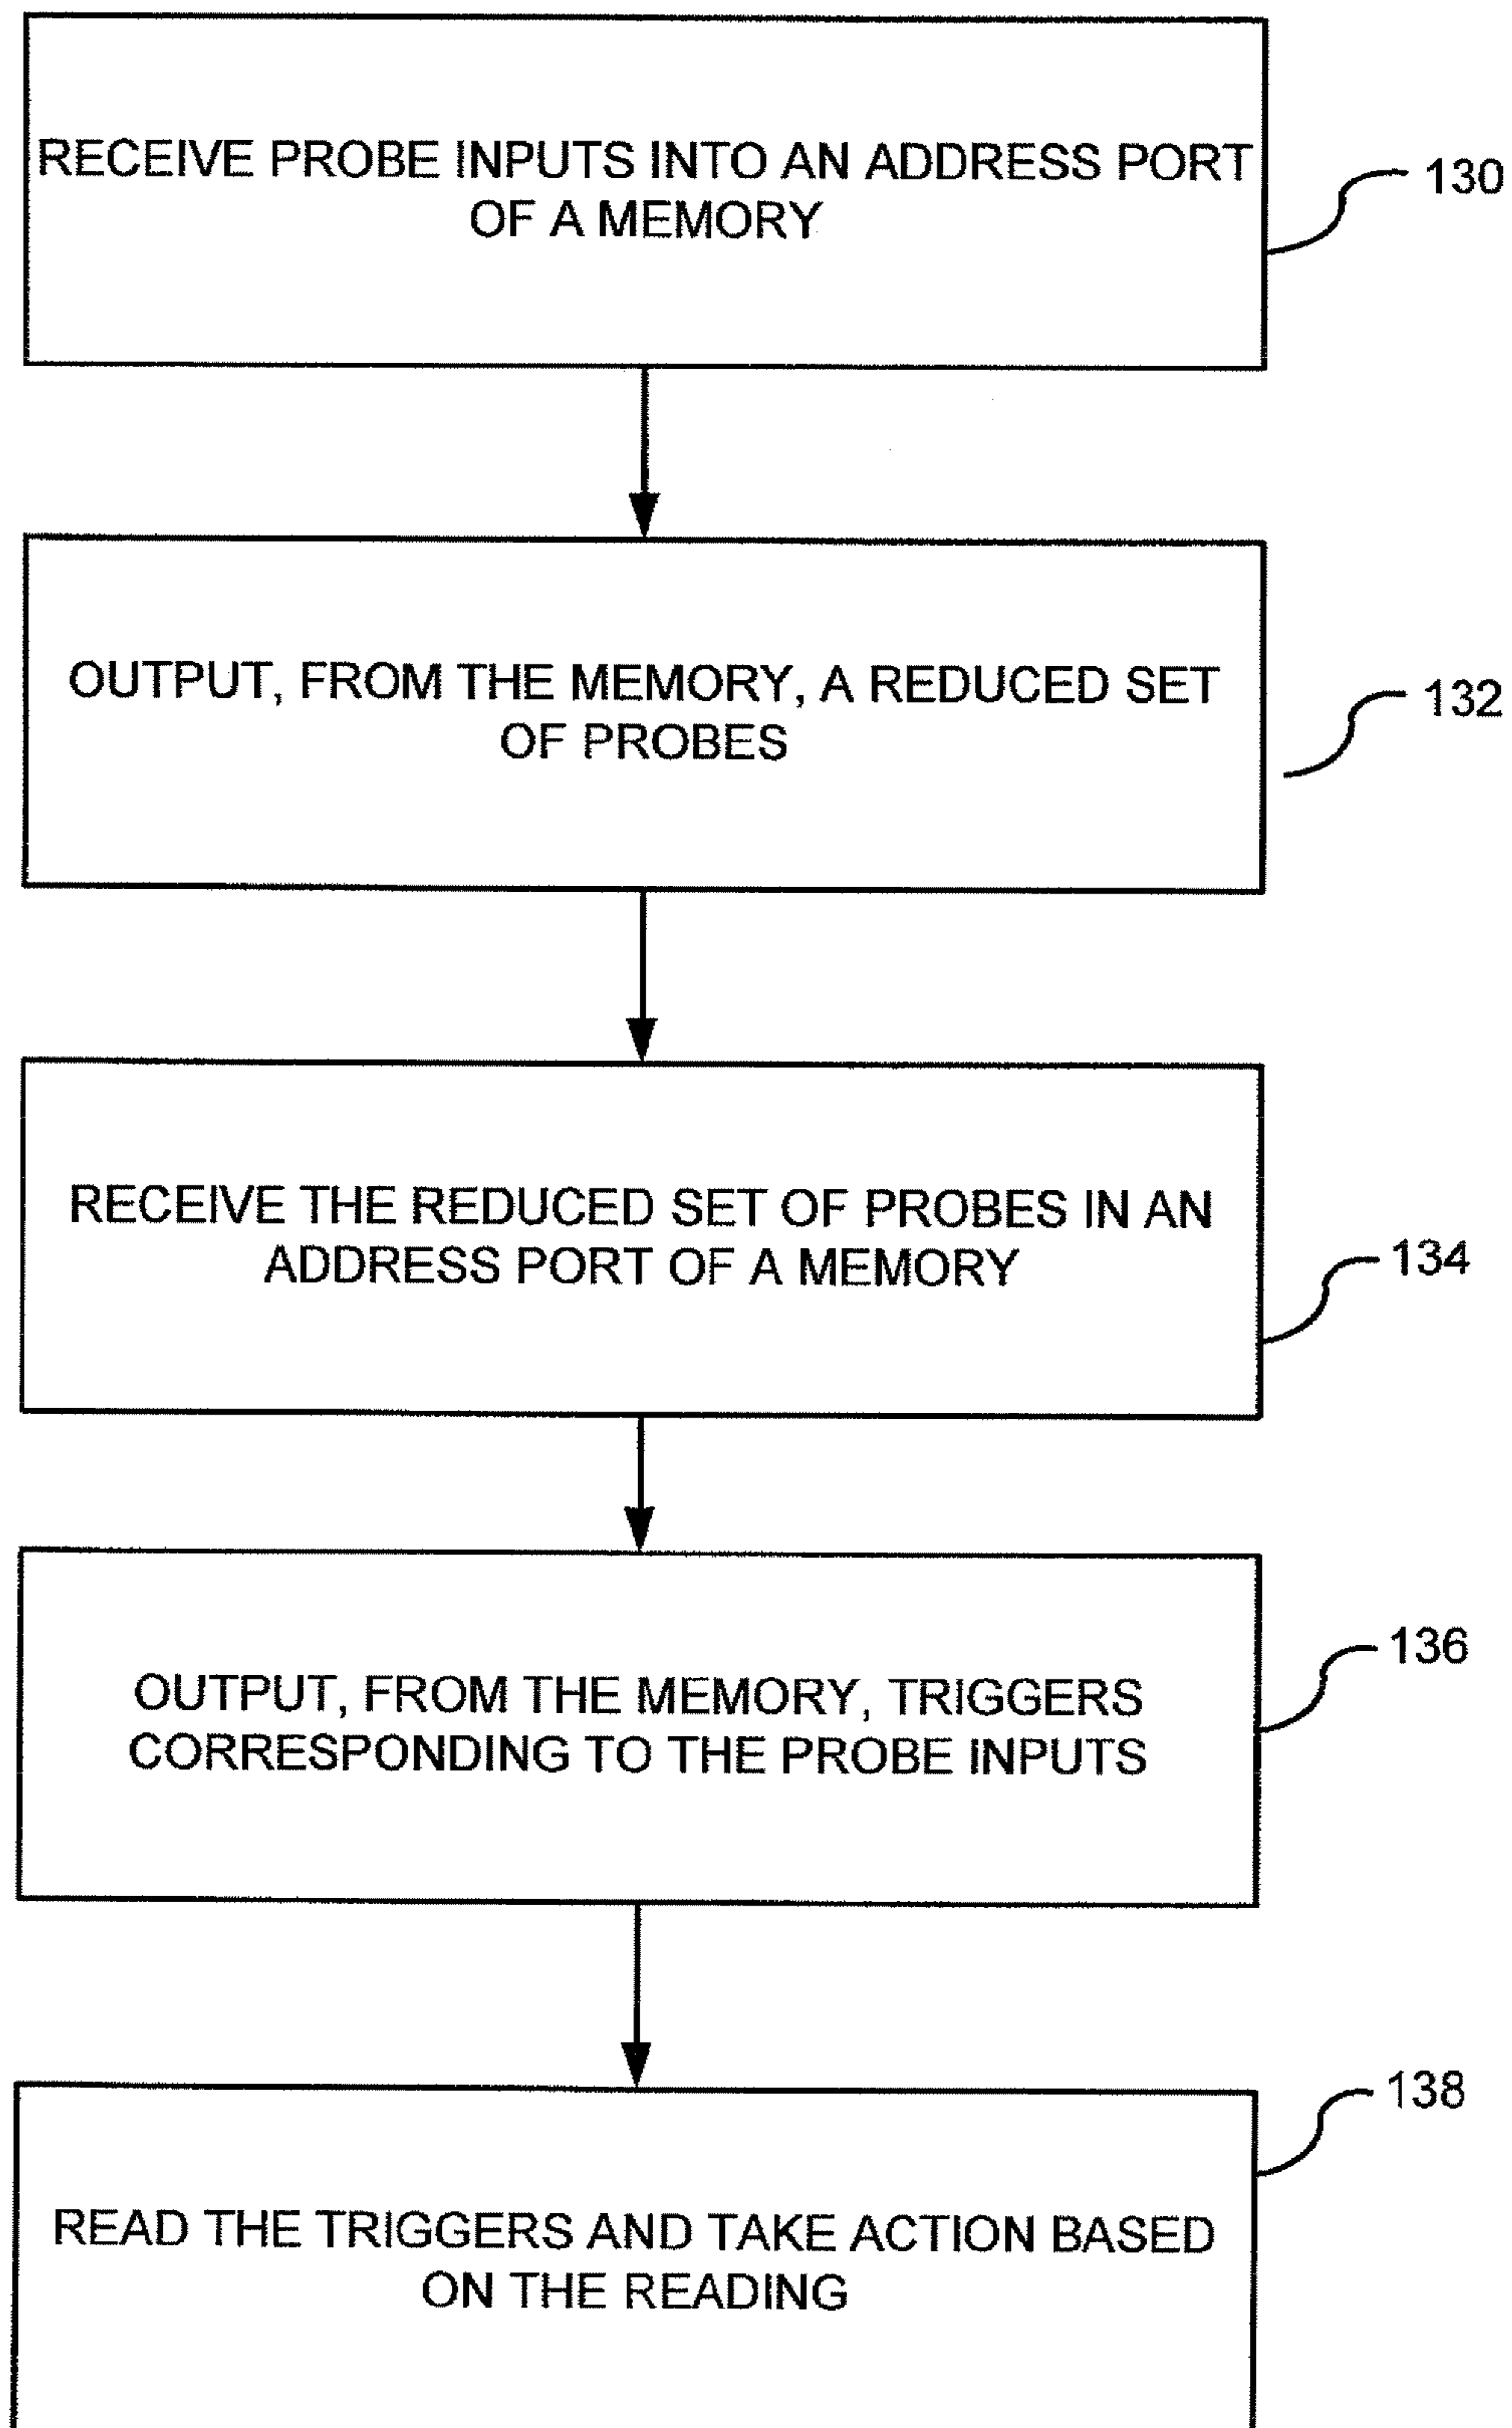 RECEIVE PROBE INPUTS INTO AN ADDRESS PORT
OF A MEMORY
130
OUTPUT, FROM THE MEMORY, A REDUCED SET
OF PROBES
132
RECEIVE THE REDUCED SET OF PROBES IN AN
ADDRESS PORT OF A MEMORY
134
OUTPUT, FROM THE MEMORY, TRIGGERS
CORRESPONDING TO THE PROBE INPUTS
136
READ THE TRIGGERS AND TAKE ACTION BASED
ON THE READING
138